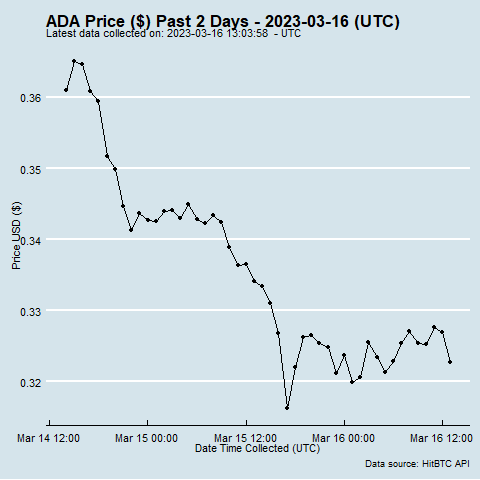 ADA Price ($) Past 2 Days - 2023-03-16 (UTC)
Latest data collected on: 2023-03-16 13:03:58 - UTC
0.36
0.35
0.34
0.33
0.32
Price USD ($)
Mar 14 12:00 Mar 15 00:00 Mar 15 12:00 Mar 16 00:00 Mar 16 12:00
Date Time Collected (UTC)
Data source: HitBTC API